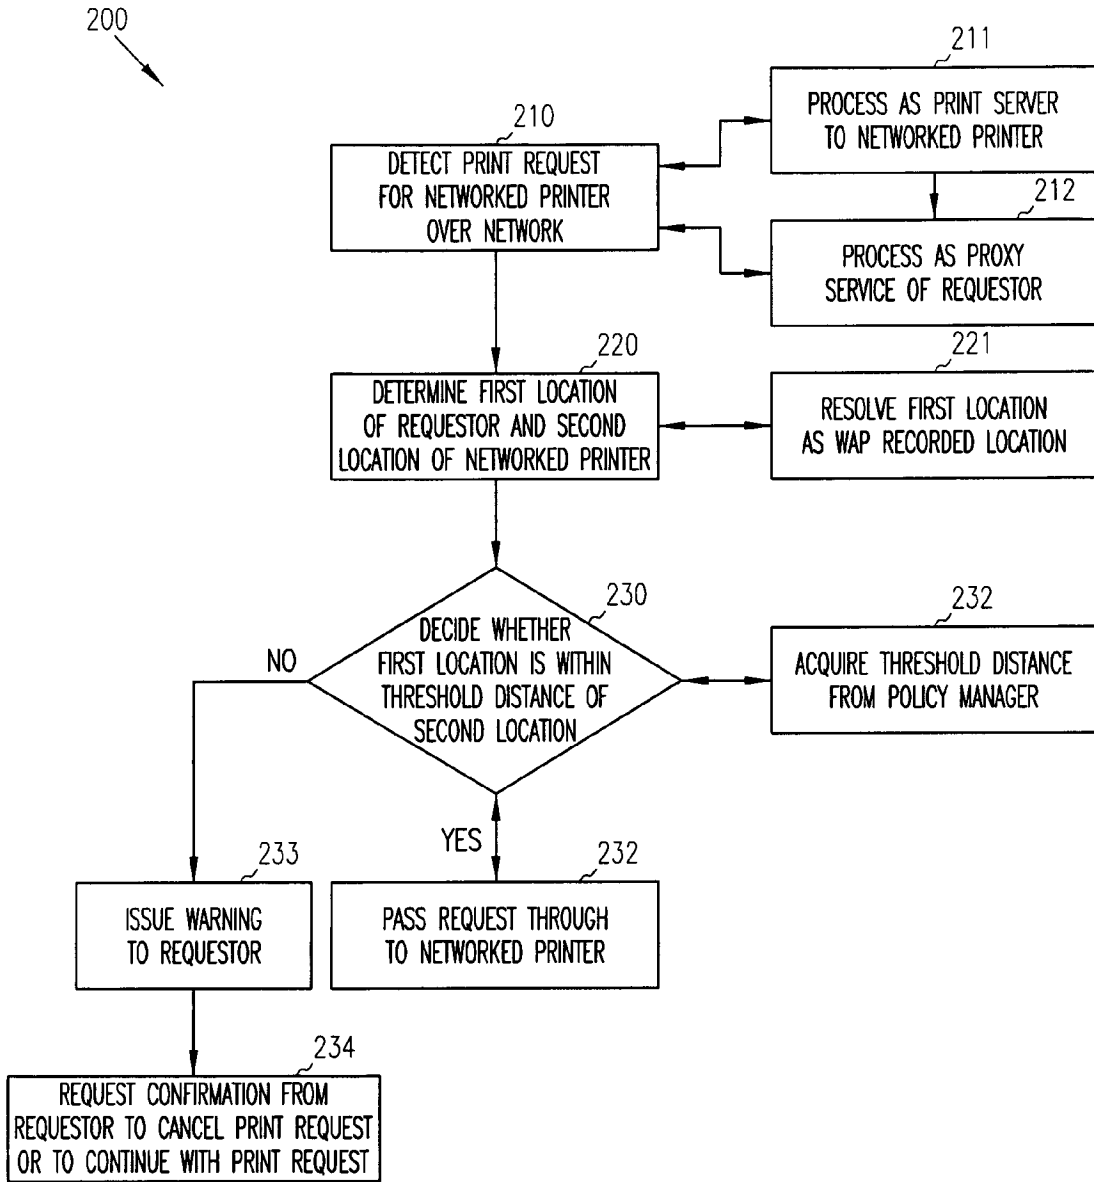 200
211
PROCESS AS PRINT SERVER
TO NETWORKED PRINTER
210
DETECT PRINT REQUEST
FOR NETWORKED PRINTER
OVER NETWORK
212
PROCESS AS PROXY
SERVICE OF REQUESTOR
220
DETERMINE FIRST LOCATION
OF REQUESTOR AND SECOND
LOCATION OF NETWORKED PRINTER
221
RESOLVE FIRST LOCATION
AS WAP RECORDED LOCATION
230
DECIDE WHETHER
FIRST LOCATION IS WITHIN
THRESHOLD DISTANCE OF
SECOND LOCATION
232
ACQUIRE THRESHOLD DISTANCE
FROM POLICY MANAGER
NO
YES
233
ISSUE WARNING
TO REQUESTOR
232
PASS REQUEST THROUGH
TO NETWORKED PRINTER
234
REQUEST CONFIRMATION FROM
REQUESTOR TO CANCEL PRINT REQUEST
OR TO CONTINUE WITH PRINT REQUEST